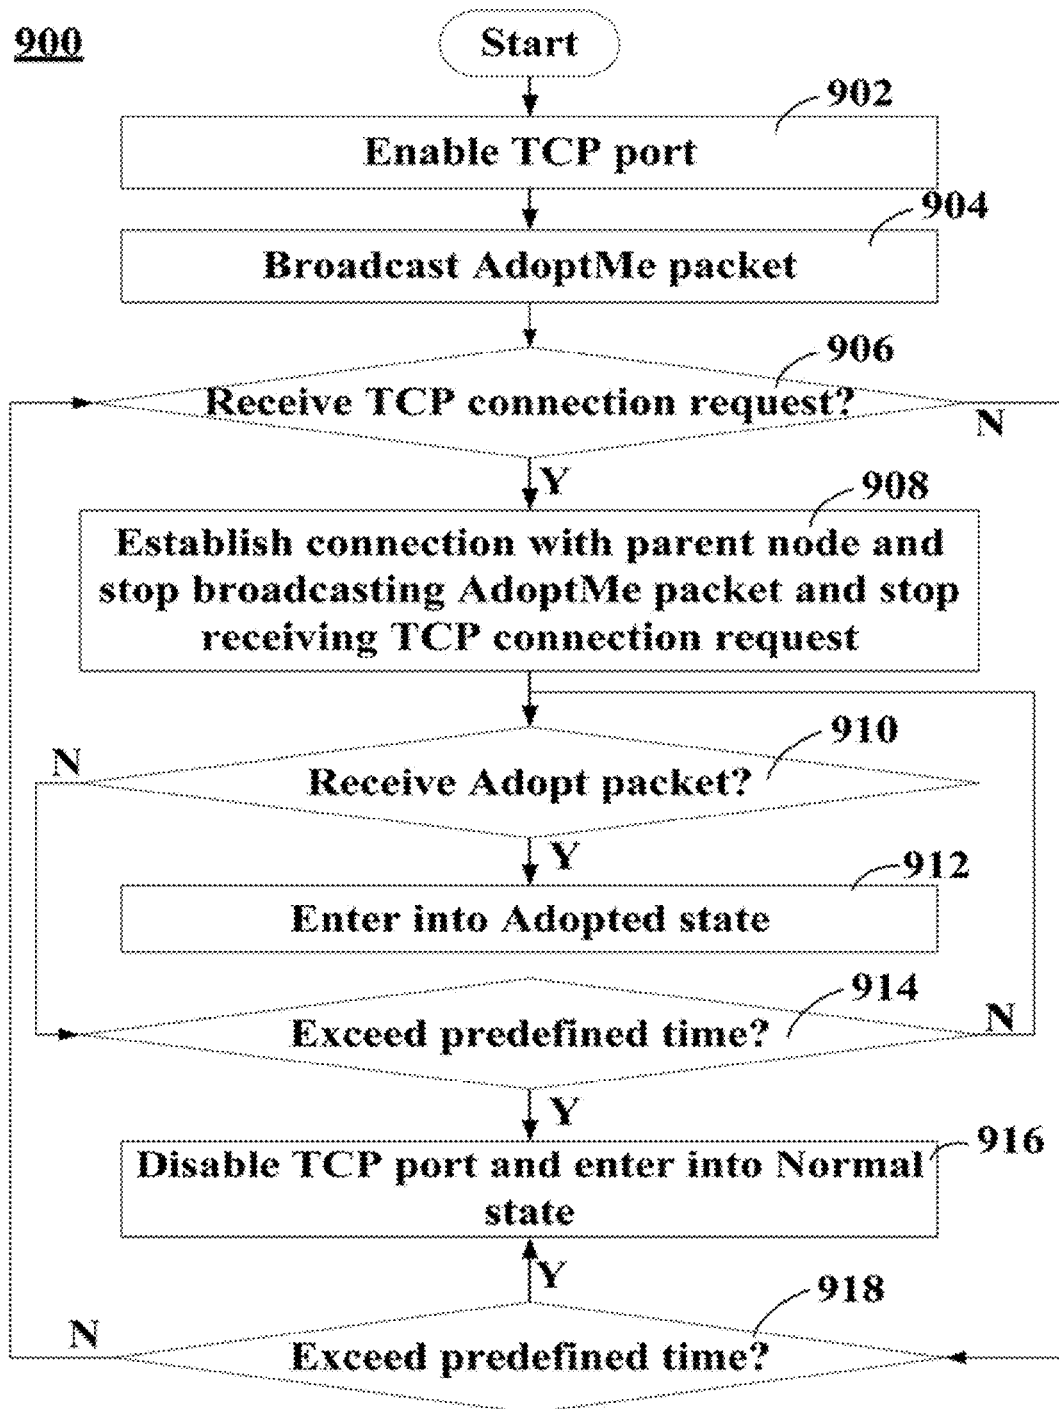 900
Start
902
Enable TCP port
904
Broadcast AdoptMe packet
906
Receive TCP connection request?
N
Y
908
Establish connection with parent node and
stop broadcasting AdoptMe packet and stop
receiving TCP connection request
910
N
Receive Adopt packet?
Y
912
Enter into Adopted state
914
Exceed predefined time?
N
Y
916
Disable TCP port and enter into Normal
state
Y
918
N
Exceed predefined time?